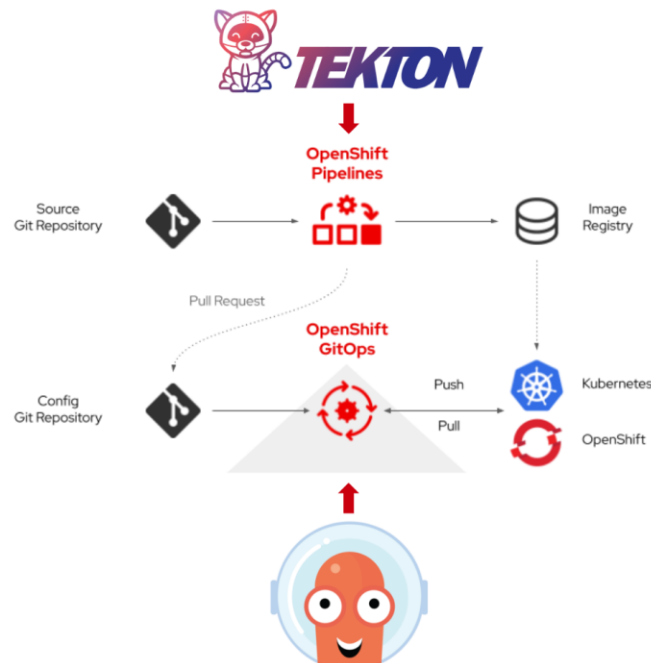 TEKTON
OpenShift
Pipelines
Source
Git Repository
Image
Registry
Pull Request
OpenShift
GitOps
Config
Git Repository
Push
Pull
Kubernetes
OpenShift